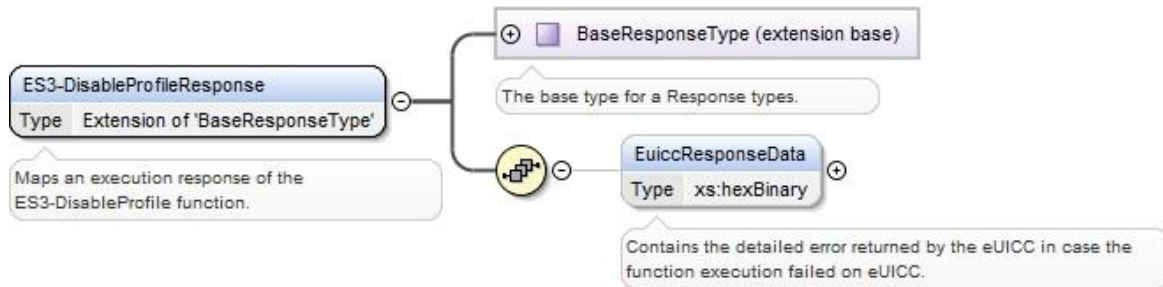 BaseResponseType (extension base)
The base type for a Response types.
ES3-DisableProfileResponse
Type Extension of 'BaseResponseType'
Maps an execution response of the
ES3-DisableProfile function.
EuiccResponseData
Type xs:hexBinary
Contains the detailed error returned by the eUICC in case the
function execution failed on eUICC.